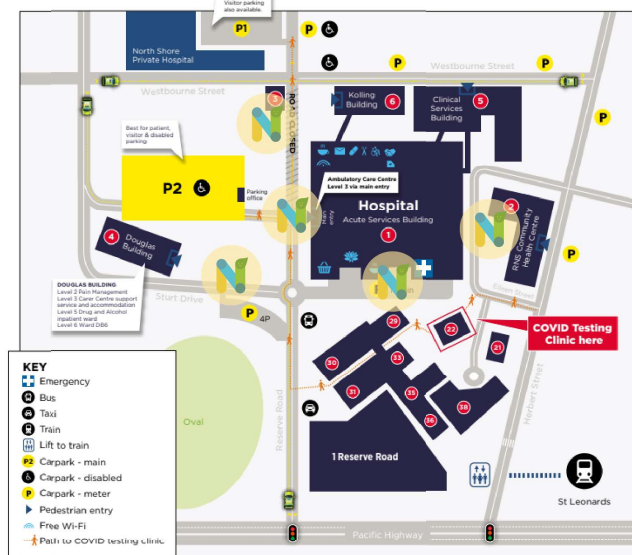 Visitor parking
also available.
P1
P
North Shore
Private Hospital
Westbourne Street
Westbourne Street
P
P
P
3
ROAD CLOSED
Kolling
Building
6
Clinical
Services
Building
5
Best for patient,
visitor & disabled
parking
P2
Parking
office
Ambulatory Care Centre
Level 3 via main entry
Main
entry
Hospital
Acute Services Building
1
2
RNS Community
Health Centre
P
4
Douglas
Building
DOUGLAS BUILDING
Level 2 Pain Management
Level 3 Carer Centre support
service and accommodation
Level 5 Drug and Alcohol
inpatient ward
Level 6 Ward DB6
Sturt Drive
P
4P
Eileen Street
COVID Testing
Clinic here
22
21
29
30
33
31
35
36
38
1 Reserve Road
Reserve Road
Herbert Street
Oval
St Leonards
Pacific Highway
KEY
Emergency
Bus
Taxi
Train
Lift to train
P2 Carpark - main
Carpark - disabled
P Carpark - meter
Pedestrian entry
Free Wi-Fi
Path to COVID testing clinic